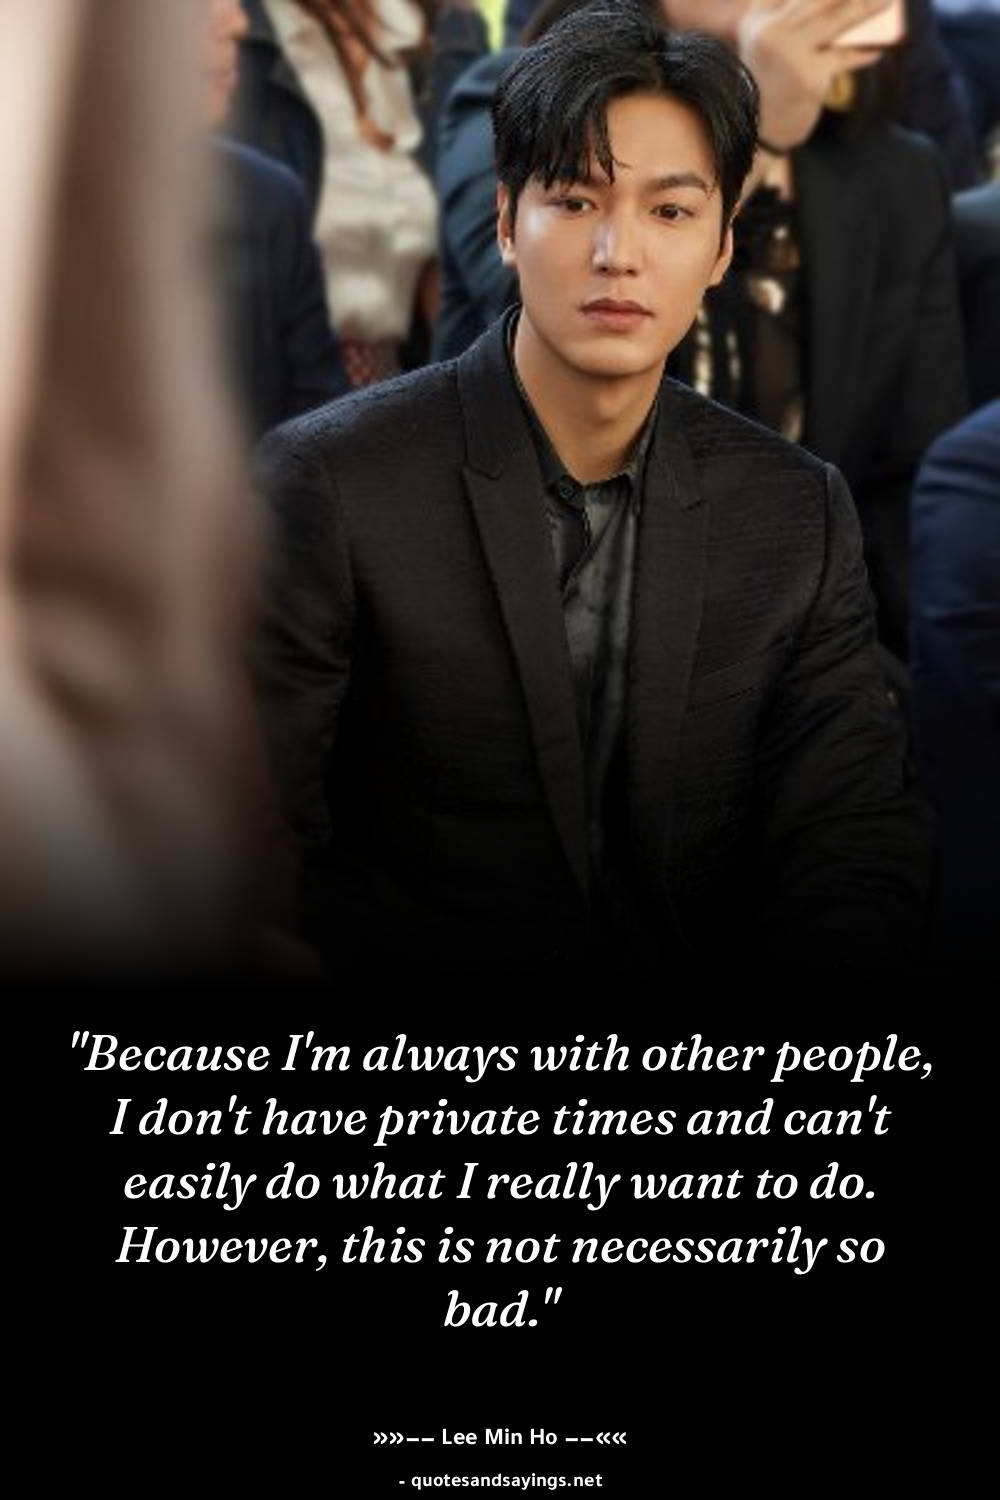 "Because I'm always with other people,
I don't have private times and can't
easily do what I really want to do.
However, this is not necessarily so
bad."
»»–– Lee Min Ho ––««
- quotesandsayings.net